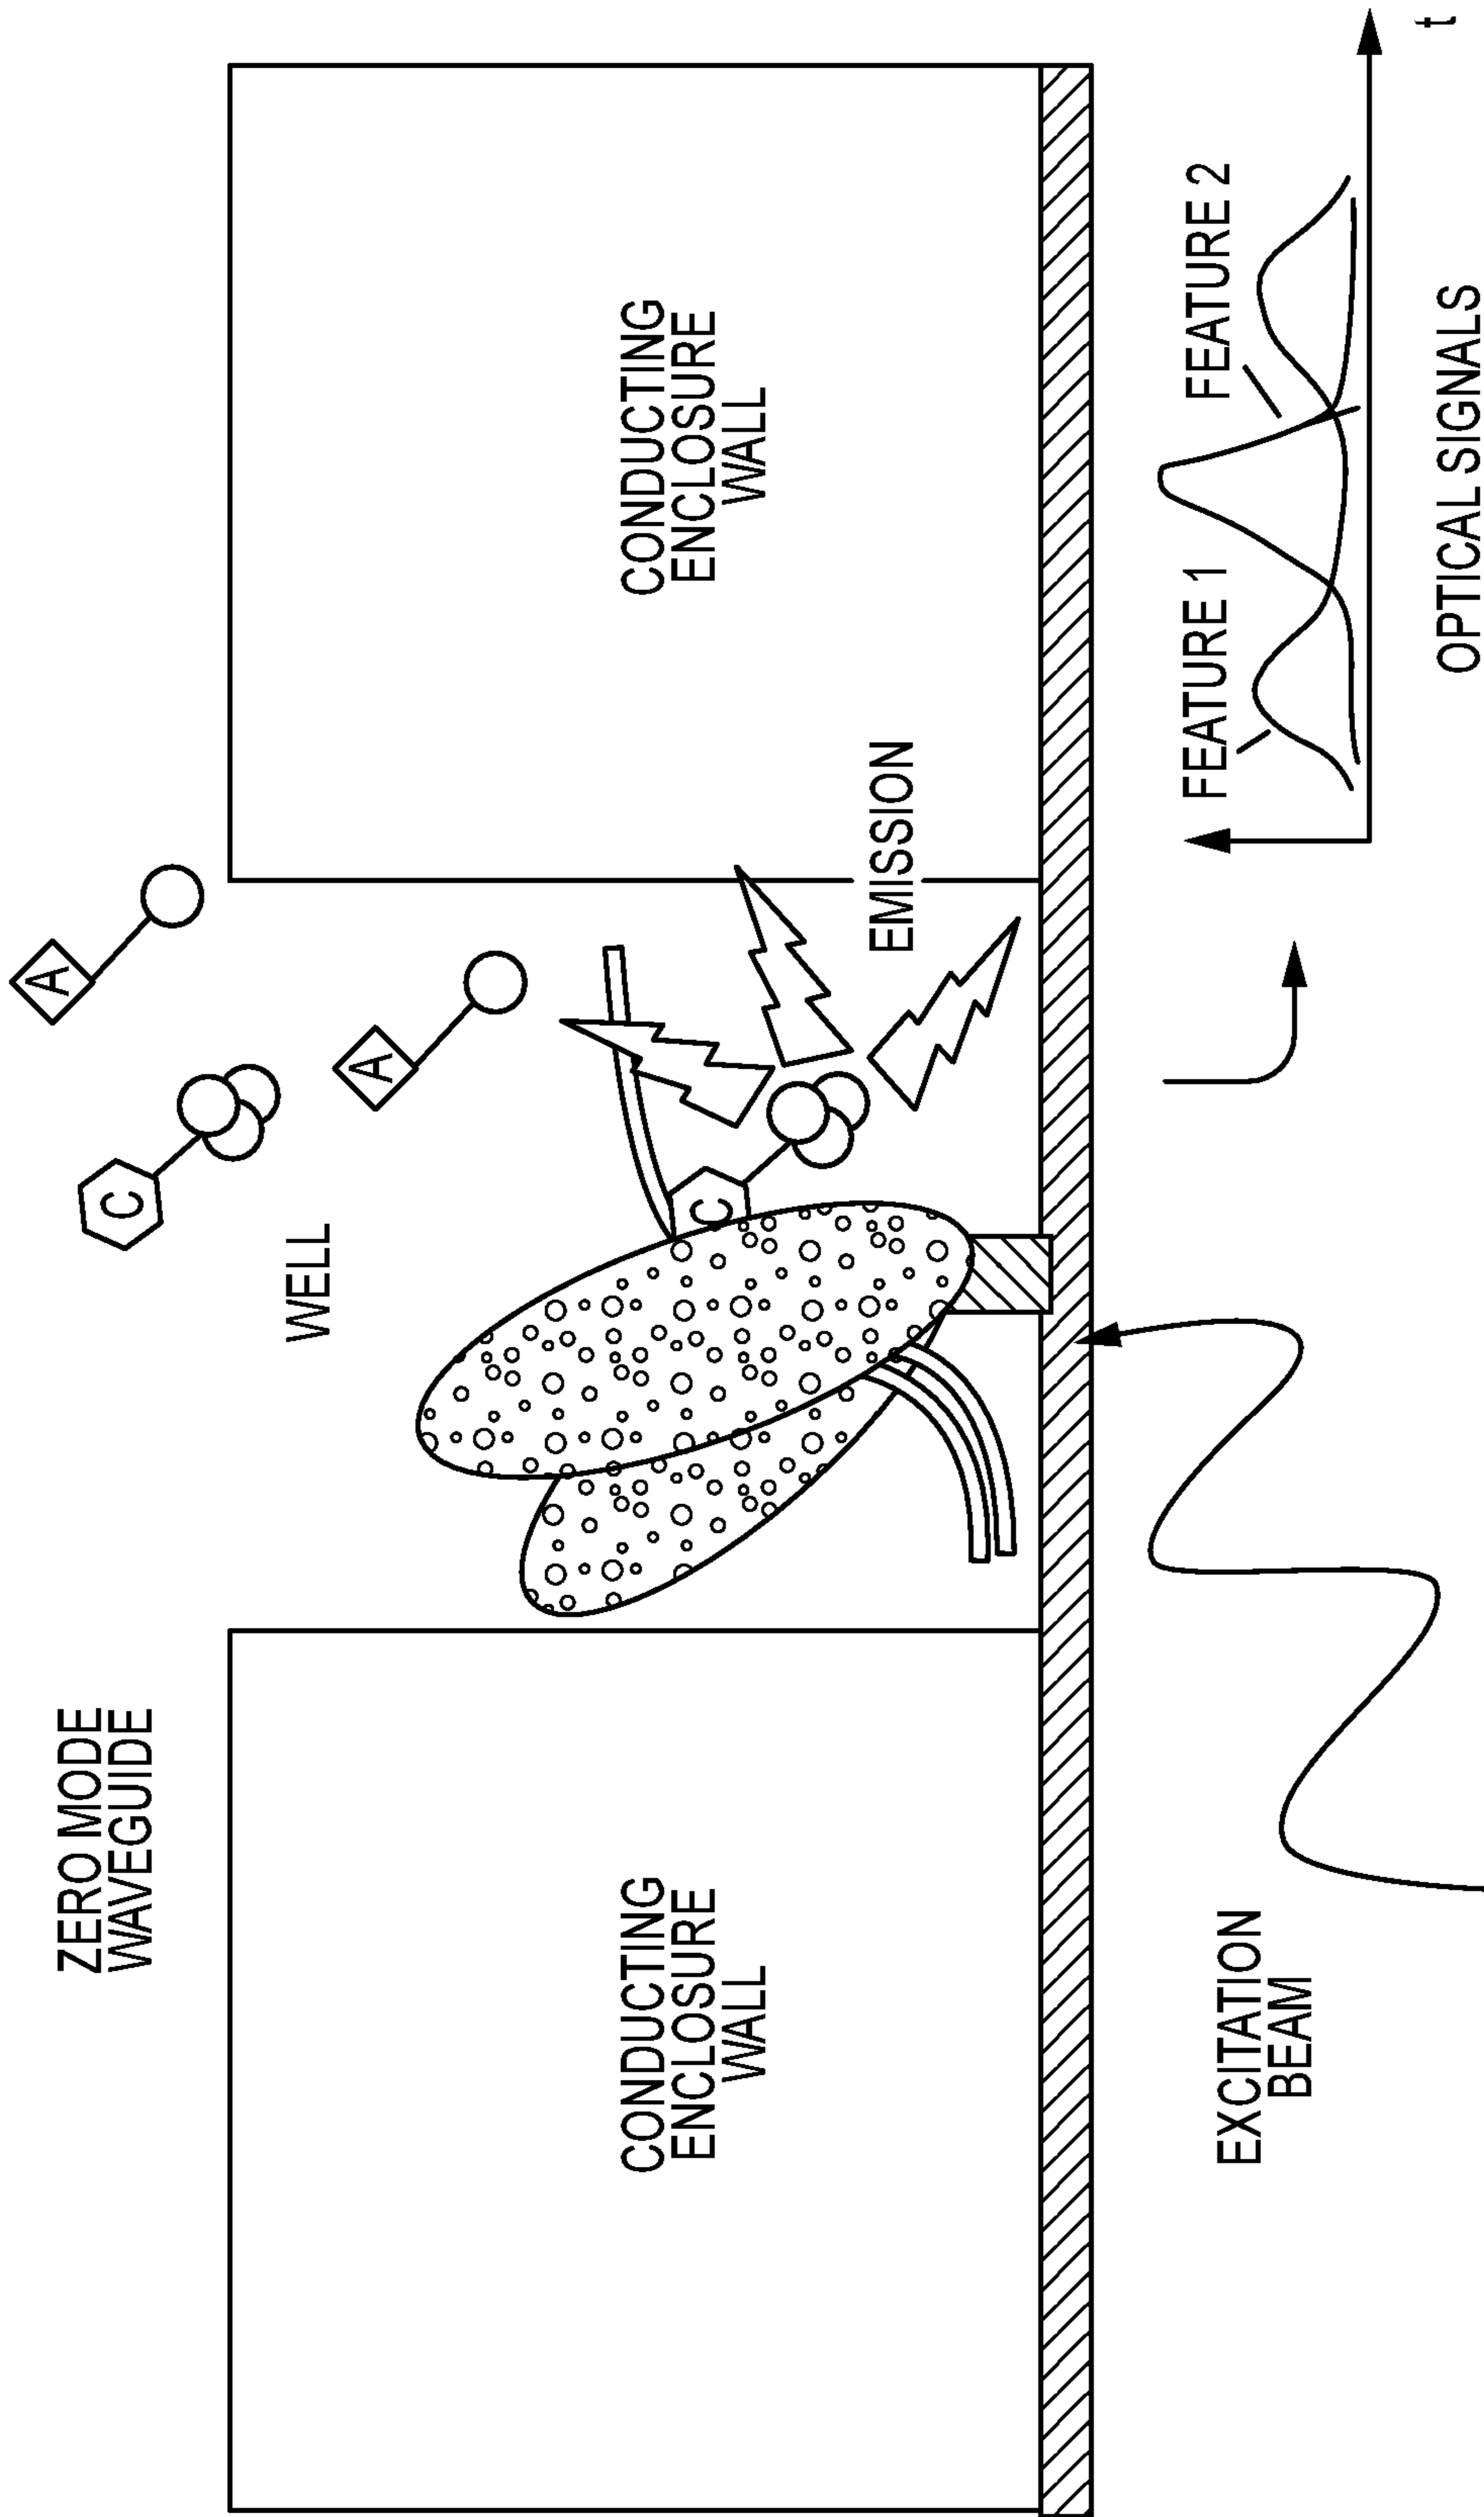 ZERO MODE
WAVEGUIDE
A
C
A
WELL
CONDUCTING
ENCLOSURE
WALL
CONDUCTING
ENCLOSURE
WALL
C
EMISSION
EXCITATION
BEAM
FEATURE 1
FEATURE 2
t
OPTICAL SIGNALS